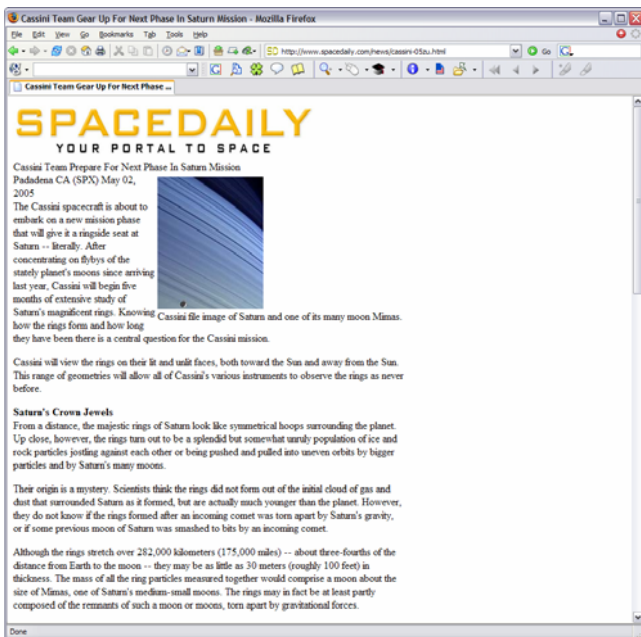 Cassini Team Gear Up For Next Phase In Saturn Mission - Mozilla Firefox
File Edit View Go Bookmarks Tab Tools Help
http://www.spacedaily.com/news/cassini-05zu.html
Go
Cassini Team Gear Up For Next Phase ...
SPACEDAILY
YOUR PORTAL TO SPACE
Cassini Team Prepare For Next Phase In Saturn Mission
Padadena CA (SPX) May 02,
2005
The Cassini spacecraft is about to
embark on a new mission phase
that will give it a ringside seat at
Saturn -- literally. After
concentrating on flybys of the
stately planet's moons since arriving
last year, Cassini will begin five
months of extensive study of
Saturn's magnificent rings. Knowing
Cassini file image of Saturn and one of its many moon Mimas.
how the rings form and how long
they have been there is a central question for the Cassini mission.
Cassini will view the rings on their lit and unlit faces, both toward the Sun and away from the Sun.
This range of geometries will allow all of Cassini's various instruments to observe the rings as never
before.
Saturn's Crown Jewels
From a distance, the majestic rings of Saturn look like symmetrical hoops surrounding the planet.
Up close, however, the rings turn out to be a splendid but somewhat unruly population of ice and
rock particles jostling against each other or being pushed and pulled into uneven orbits by bigger
particles and by Saturn's many moons.
Their origin is a mystery. Scientists think the rings did not form out of the initial cloud of gas and
dust that surrounded Saturn as it formed, but are actually much younger than the planet. However,
they do not know if the rings formed after an incoming comet was torn apart by Saturn's gravity,
or if some previous moon of Saturn was smashed to bits by an incoming comet.
Although the rings stretch over 282,000 kilometers (175,000 miles) -- about three-fourths of the
distance from Earth to the moon -- they may be as little as 30 meters (roughly 100 feet) in
thickness. The mass of all the ring particles measured together would comprise a moon about the
size of Mimas, one of Saturn's medium-small moons. The rings may in fact be at least partly
composed of the remnants of such a moon or moons, torn apart by gravitational forces.
Done